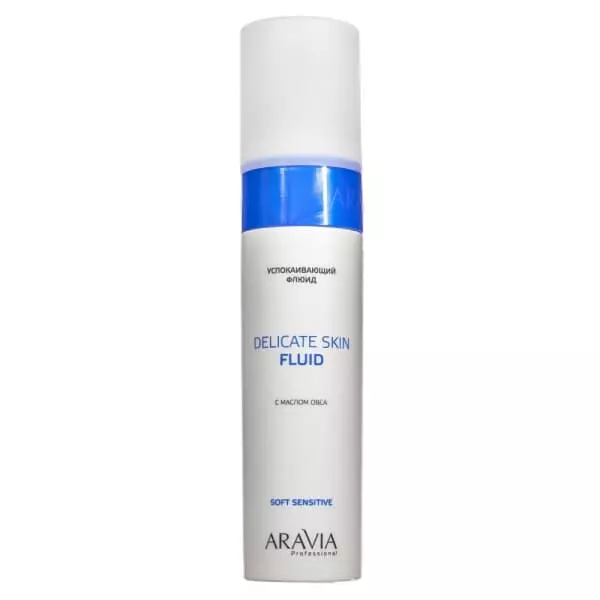 УСПОКАИВАЮЩИЙ
ФЛЮИД
DELICATE SKIN
FLUID
С МАСЛОМ ОВСА
SOFT SENSITIVE
ARAVIA
Professional